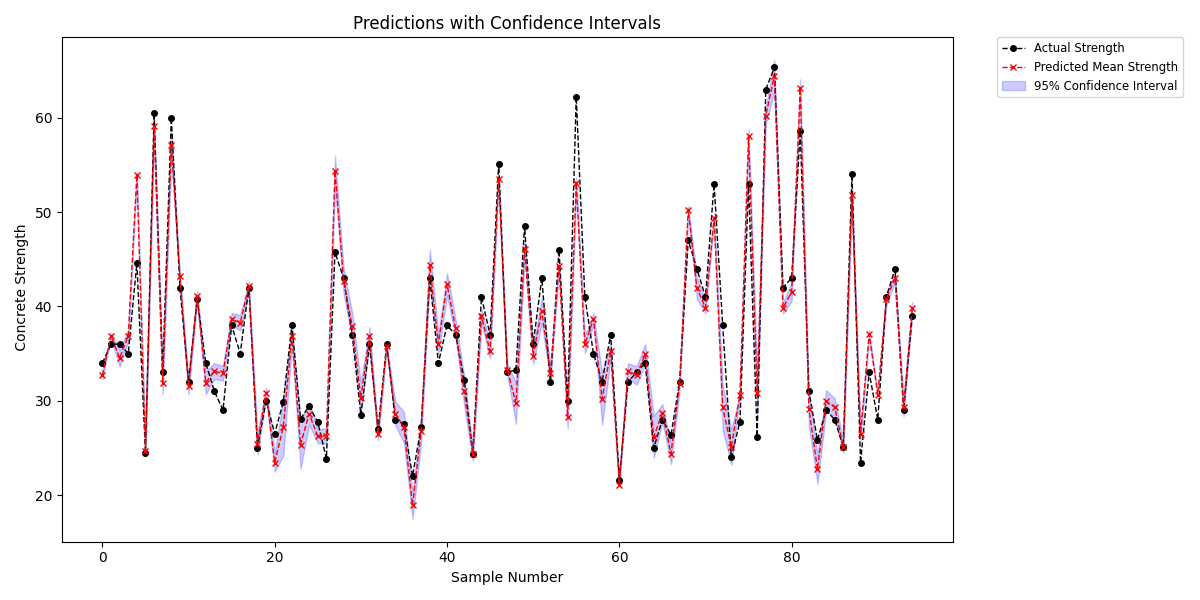 Predictions with Confidence Intervals
Actual Strength
Predicted Mean Strength
95% Confidence Interval
Concrete Strength
60
50
40
30
20
0 20 40 60 80
Sample Number